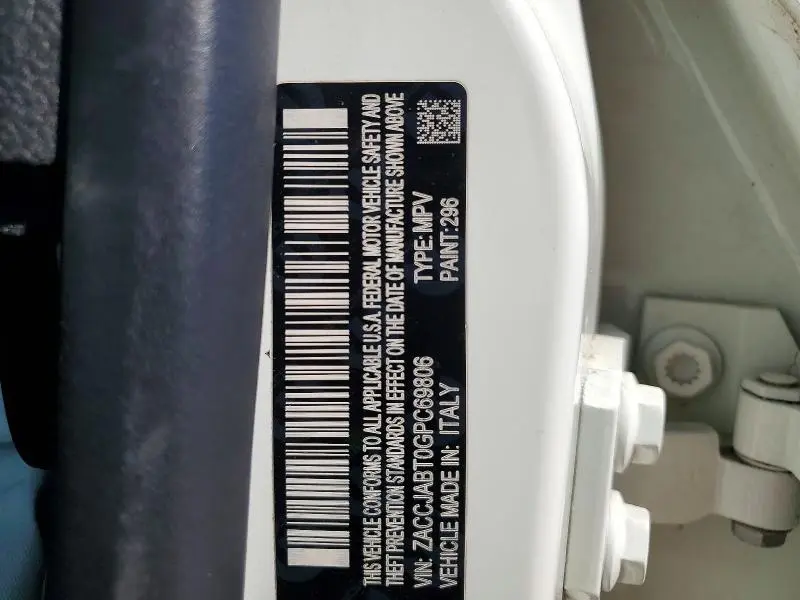 THIS VEHICLE CONFORMS TO ALL APPLICABLE U.S.A. FEDERAL MOTOR VEHICLE SAFETY AND
THEFT PREVENTION STANDARDS IN EFFECT ON THE DATE OF MANUFACTURE SHOWN ABOVE
VIN: ZACCJABT0GPC69806 TYPE: MPV
VEHICLE MADE IN: ITALY PAINT: 296